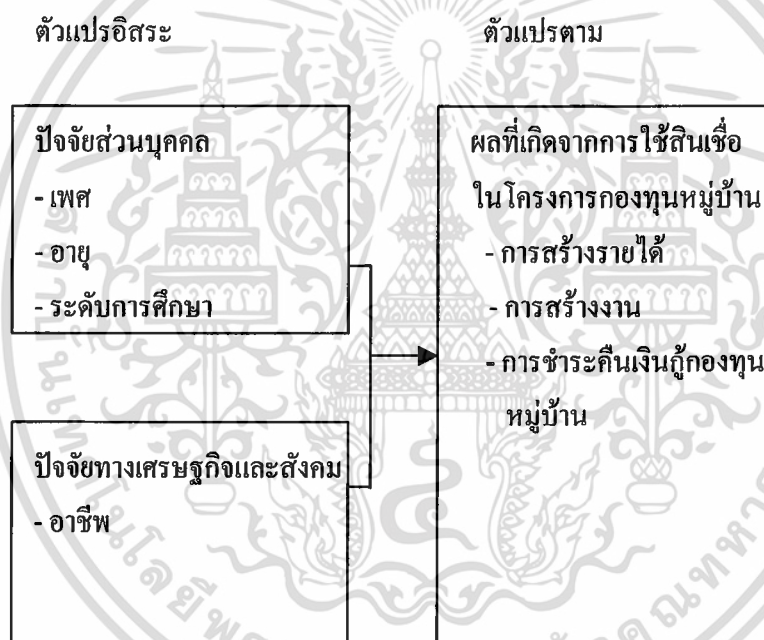 ตัวแปรอิสระ
ตัวแปรตาม
ปัจจัยส่วนบุคคล
- เพศ
- อายุ
- ระดับการศึกษา
ปัจจัยทางเศรษฐกิจและสังคม
- อาชีพ
ผลที่เกิดจากการใช้สินเชื่อ
ในโครงการกองทุนหมู่บ้าน
- การสร้างรายได้
- การสร้างงาน
- การชำระคืนเงินกู้กองทุน
หมู่บ้าน